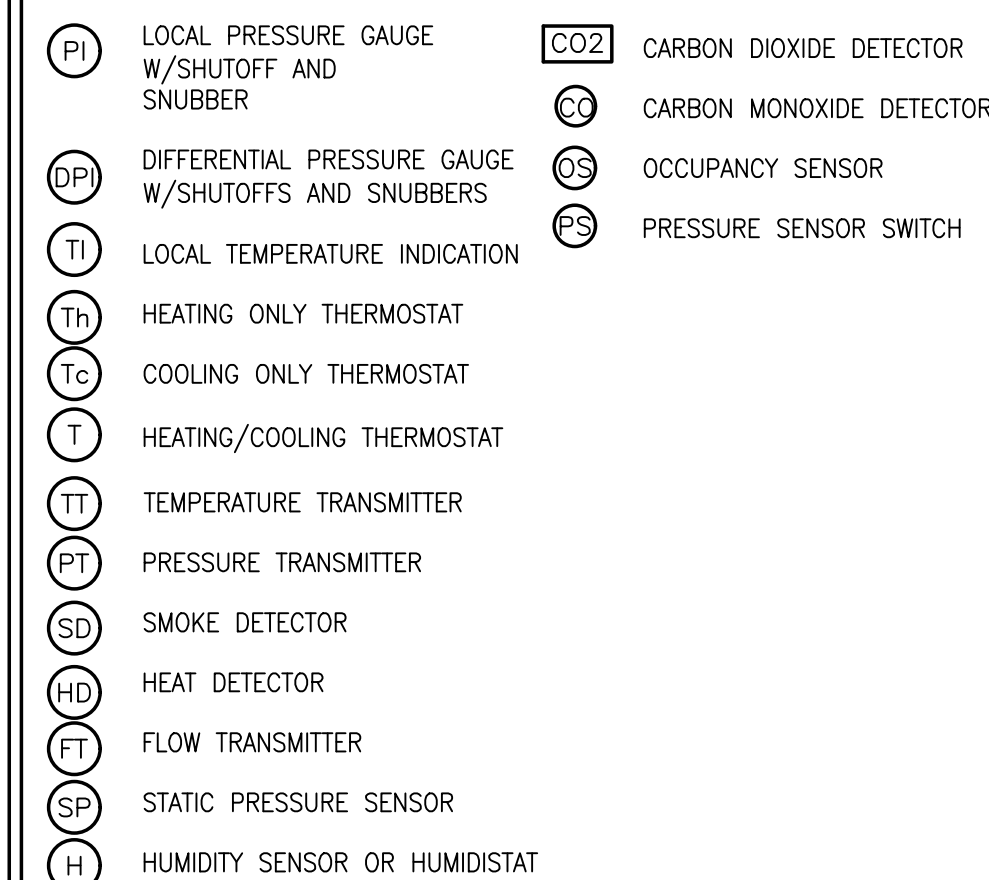 PI LOCAL PRESSURE GAUGE
W/SHUTOFF AND
SNUBBER
DPI DIFFERENTIAL PRESSURE GAUGE
W/SHUTOFFS AND SNUBBERS
TI LOCAL TEMPERATURE INDICATION
Th HEATING ONLY THERMOSTAT
Tc COOLING ONLY THERMOSTAT
T HEATING/COOLING THERMOSTAT
TT TEMPERATURE TRANSMITTER
PT PRESSURE TRANSMITTER
SD SMOKE DETECTOR
HD HEAT DETECTOR
FT FLOW TRANSMITTER
SP STATIC PRESSURE SENSOR
H HUMIDITY SENSOR OR HUMIDISTAT
CO2 CARBON DIOXIDE DETECTOR
CO CARBON MONOXIDE DETECTOR
OS OCCUPANCY SENSOR
PS PRESSURE SENSOR SWITCH